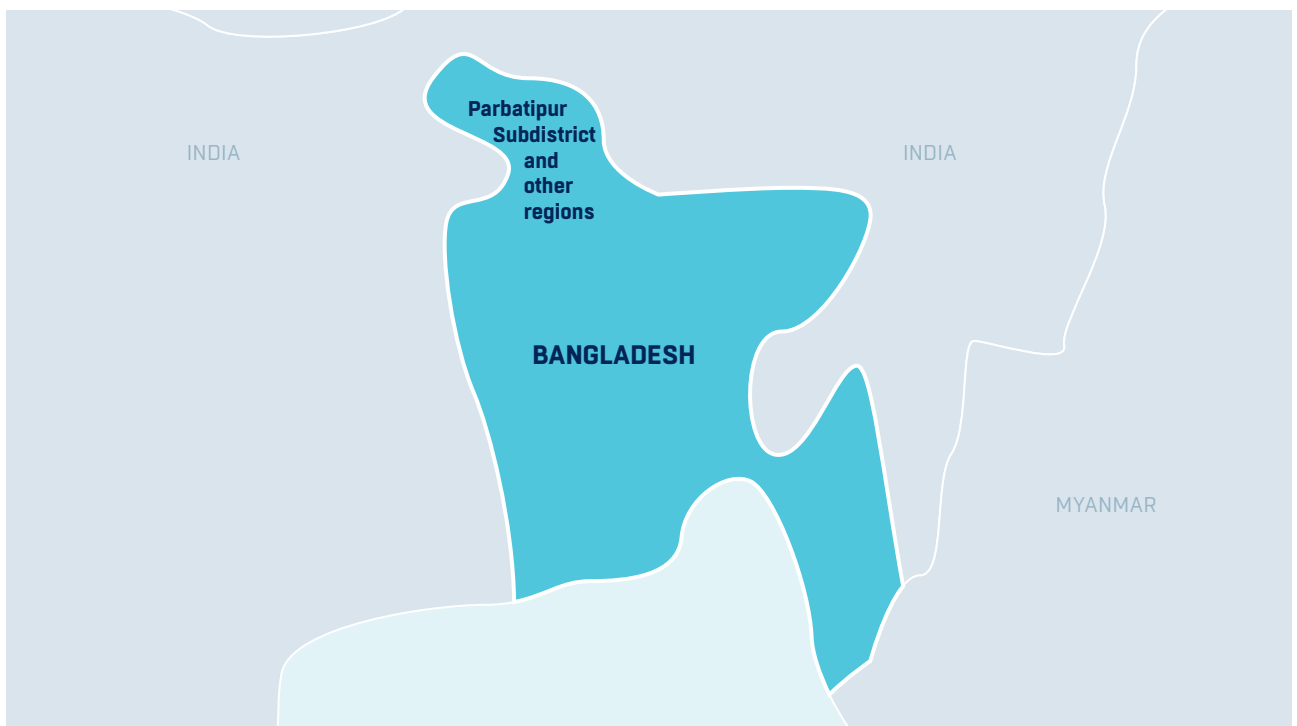 Parbatipur
Subdistrict
and
other
regions
INDIA
INDIA
BANGLADESH
MYANMAR